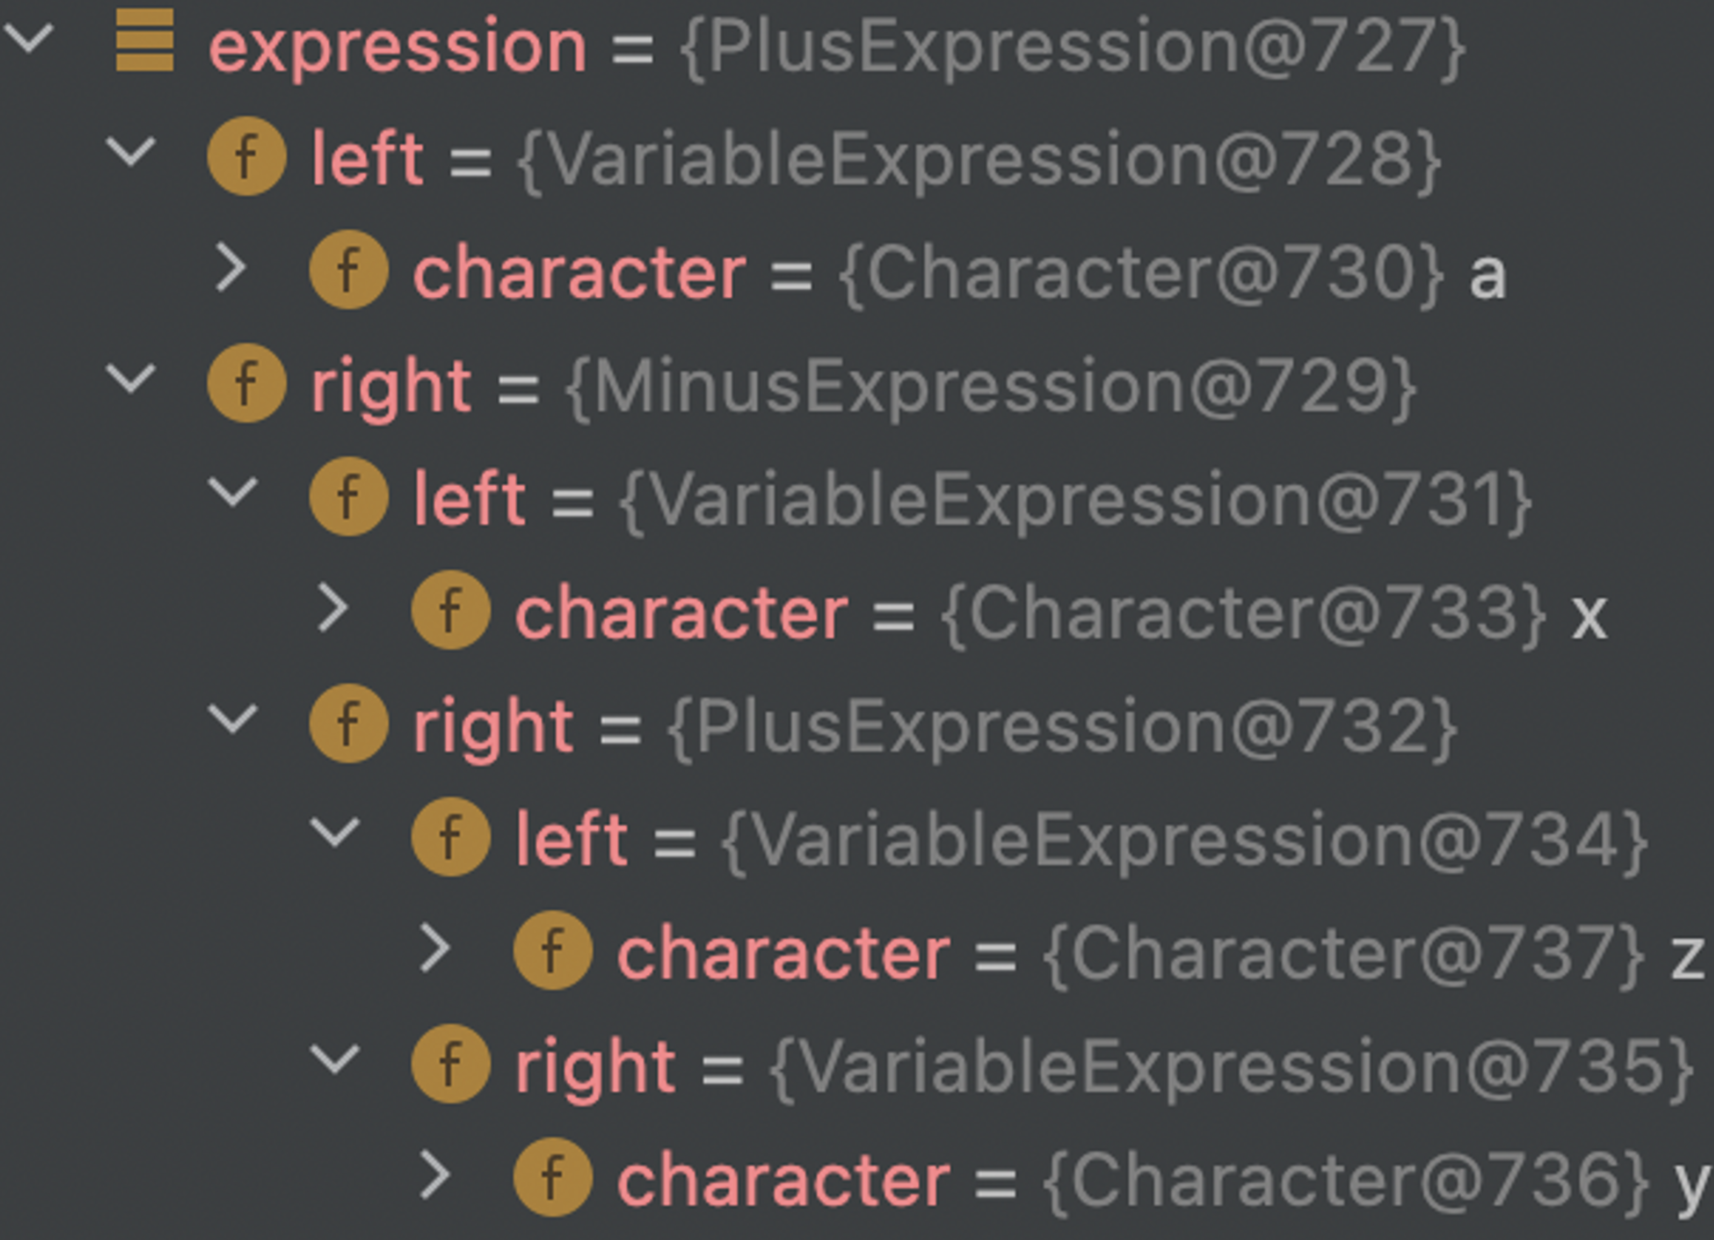 expression = {PlusExpression@727}
f left = {VariableExpression@728}
f character = {Character@730} a
f right = {MinusExpression@729}
f left = {VariableExpression@731}
f character = {Character@733} x
f right = {PlusExpression@732}
f left = {VariableExpression@734}
f character = {Character@737} z
f right = {VariableExpression@735}
f character = {Character@736} y